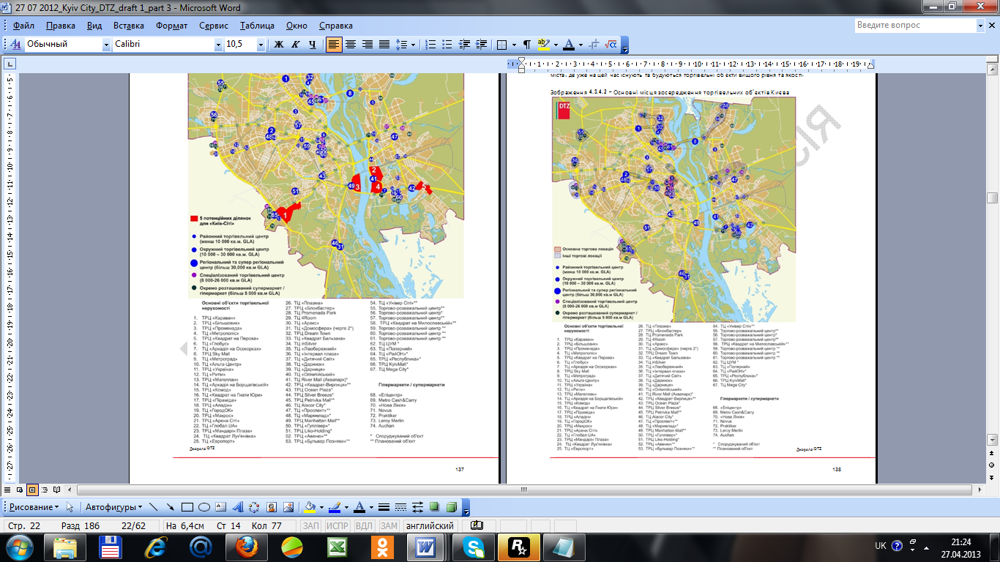 27 07 2012_Kyiv City_DTZ_draft 1_part 3 - Microsoft Word
Файл Правка Вид Вставка Формат Сервис Таблица Окно Справка
Введите вопрос
Обычный Calibri 10,5 Ж К Ч
5 потенційних ділянок
для «Київ-Сіті»
Районний торгівельний центр
(менш 10 000 кв.м. GLA)
Окружний торгівельний центр
(10 000 – 30 000 кв.м. GLA)
Регіональний та супер регіональний
центр (більш 30,000 кв.м. GLA)
Спеціалізований торгівельний центр
(8 000-26 000 кв.м GLA)
Окремо розташований супермаркет /
гіпермаркет (більш 5 000 кв.м. GLA)
Основні об'єкти торгівельної
нерухомості
1. ТРЦ «Караван»
2. ТРЦ «Більшовик»
3. ТРЦ «Променада»
4. ТЦ «Метрополіс»
5. ТРЦ «Квадрат на Перова»
6. ТЦ «Глобус»
7. ТЦ «Аркадія на Осокорках»
8. ТРЦ Sky Mall
9. ТЦ «Метроград»
10. ТЦ «Альта-Центр»
11. ТРЦ «Україна»
12. ТЦ «Ритм»
13. ТЦ «Магеллан»
14. ТЦ «Аркадія на Борщагівській»
15. ТРЦ «Комод»
16. ТЦ «Квадрат на Гната Юри»
17. ТРЦ «Піраміда»
18. ТРЦ «Аладін»
19. ТЦ «ГородОК»
20. ТЦ «Макрос»
21. ТРЦ «Арена Сіті»
22. ТЦ «Глобал.UA»
23. ТРЦ «Мандарін Плаза»
24. ТЦ «Квадрат Лук'янівка»
25. ТЦ «Європорт»
26. ТЦ «Плазма»
27. ТРЦ «Блокбастер»
28. ТЦ Promenada Park
29. ТЦ 4Room
30. ТЦ «Аракс»
31. ТЦ «Домосфера» (черга 2*)
32. ТРЦ Dream Town
33. ТЦ «Квадрат Бальзака»
34. ТЦ inSilver
35. ТЦ «Лівобережний»
36. ТЦ «Інтервал плаза»
37. ТЦ «Дитячий Світ»
38. ТЦ «Даринок»
39. ТЦ «Дарниця»
40. ТЦ «Олімпійський»
41. ТЦ River Mall (Аквапарк)*
42. ТРЦ «Квадрат-Вирлиця»**
43. ТРЦ Ocean Plaza*
44. ТРЦ Silver Breeze*
45. ТРЦ Petrivka Mall**
46. ТЦ Alacor City*
47. ТЦ «Проспект»**
48. ТЦ «Мармелад»*
49. ТРЦ Manhattan Mall**
50. ТЦ «Гуллівер»*
51. ТРЦ Liko-Holding*
52. ТРЦ «Авеню»**
53. ТРЦ «Бульвар Позняки»**
54. ТЦ «Універ Сіті»**
55. Торгово-розважальний центр**
56. Торгово-розважальний центр*
57. Торгово-розважальний центр**
58. ТРЦ «Квадрат на Милославській»**
59. Торгово-розважальний центр **
60. Торгово-розважальний центр **
61. Торгово-розважальний центр **
62. ТЦ ЦУМ *
63. ТЦ «Попярний»
64. ТЦ «РайОН»*
65. ТРЦ «Республика»*
66. ТРЦ KyivMall*
67. ТЦ Mega City*
Гіпермаркети / супермаркети
68. «Епіцентр»
69. Metro Cash&Carry
70. «Нова Лінія»
71. Novus
72. Praktiker
73. Leroy Merlin
74. Auchan
* Споруджуваний об'єкт
** Планований об'єкт
Джерело: DTZ
137
міста, де уже на цей час існують та будуються торгівельні об'єкти вищого рівня та якості.
Зображення 4.3.4.2 – Основні місця зосередження торгівельних об'єктів Києва
DTZ
Основна торгова локація
Інші торгові локації
Районний торгівельний центр
(менш 10 000 кв.м. GLA)
Окружний торгівельний центр
(10 000 – 30 000 кв.м. GLA)
Регіональний та супер регіональний
центр (більш 30,000 кв.м. GLA)
Спеціалізований торгівельний центр
(8 000-26 000 кв.м GLA)
Окремо розташований супермаркет /
гіпермаркет (більш 5 000 кв.м. GLA)
Основні об'єкти торгівельної
нерухомості
1. ТРЦ «Караван»
2. ТРЦ «Більшовик»
3. ТРЦ «Променада»
4. ТЦ «Метрополіс»
5. ТРЦ «Квадрат на Перова»
6. ТЦ «Глобус»
7. ТЦ «Аркадія на Осокорках»
8. ТРЦ Sky Mall
9. ТЦ «Метроград»
10. ТЦ «Альта-Центр»
11. ТРЦ «Україна»
12. ТЦ «Ритм»
13. ТЦ «Магеллан»
14. ТЦ «Аркадія на Борщагівській»
15. ТРЦ «Комод»
16. ТЦ «Квадрат на Гната Юри»
17. ТРЦ «Піраміда»
18. ТРЦ «Аладін»
19. ТЦ «ГородОК»
20. ТЦ «Макрос»
21. ТРЦ «Арена Сіті»
22. ТЦ «Глобал.UA»
23. ТРЦ «Мандарін Плаза»
24. ТЦ «Квадрат Лук'янівка»
25. ТЦ «Європорт»
26. ТЦ «Плазма»
27. ТРЦ «Блокбастер»
28. ТЦ Promenada Park
29. ТЦ 4Room
30. ТЦ «Аракс»
31. ТЦ «Домосфера» (черга 2*)
32. ТРЦ Dream Town
33. ТЦ «Квадрат Бальзака»
34. ТЦ inSilver
35. ТЦ «Лівобережний»
36. ТЦ «Інтервал плаза»
37. ТЦ «Дитячий Світ»
38. ТЦ «Даринок»
39. ТЦ «Дарниця»
40. ТЦ «Олімпійський»
41. ТЦ River Mall (Аквапарк)*
42. ТРЦ «Квадрат-Вирлиця»**
43. ТРЦ Ocean Plaza*
44. ТРЦ Silver Breeze*
45. ТРЦ Petrivka Mall**
46. ТЦ Alacor City*
47. ТЦ «Проспект»**
48. ТЦ «Мармелад»*
49. ТРЦ Manhattan Mall**
50. ТЦ «Гуллівер»*
51. ТРЦ Liko-Holding*
52. ТРЦ «Авеню»**
53. ТРЦ «Бульвар Позняки»**
54. ТЦ «Універ Сіті»**
55. Торгово-розважальний центр**
56. Торгово-розважальний центр*
57. Торгово-розважальний центр**
58. ТРЦ «Квадрат на Милославській»**
59. Торгово-розважальний центр **
60. Торгово-розважальний центр **
61. Торгово-розважальний центр **
62. ТЦ ЦУМ *
63. ТЦ «Попярний»
64. ТЦ «РайОН»*
65. ТРЦ «Республика»*
66. ТРЦ KyivMall*
67. ТЦ Mega City*
Гіпермаркети / супермаркети
68. «Епіцентр»
69. Metro Cash&Carry
70. «Нова Лінія»
71. Novus
72. Praktiker
73. Leroy Merlin
74. Auchan
* Споруджуваний об'єкт
** Планований об'єкт
Джерело: DTZ
138
Рисование Автофигуры
Стр. 22 Разд 186 22/62 На 6,4см Ст 14 Кол 77 ЗАП ИСПР ВДЛ ЗАМ английский
UK 21:24
27.04.2013